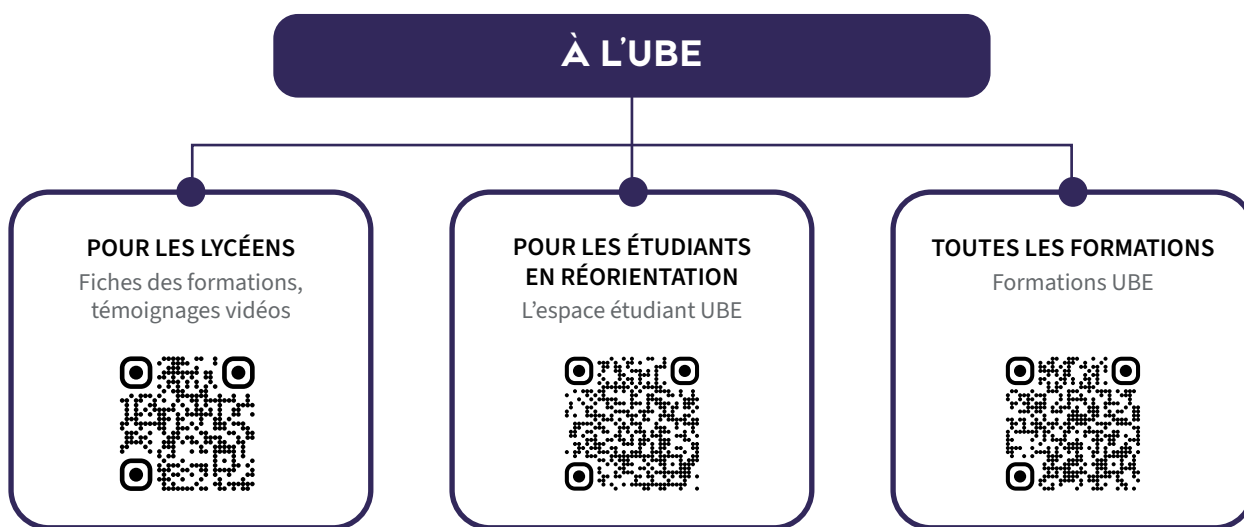 À L'UBE
POUR LES LYCÉENS
Fiches des formations,
témoignages vidéos
POUR LES ÉTUDIANTS
EN RÉORIENTATION
L'espace étudiant UBE
TOUTES LES FORMATIONS
Formations UBE